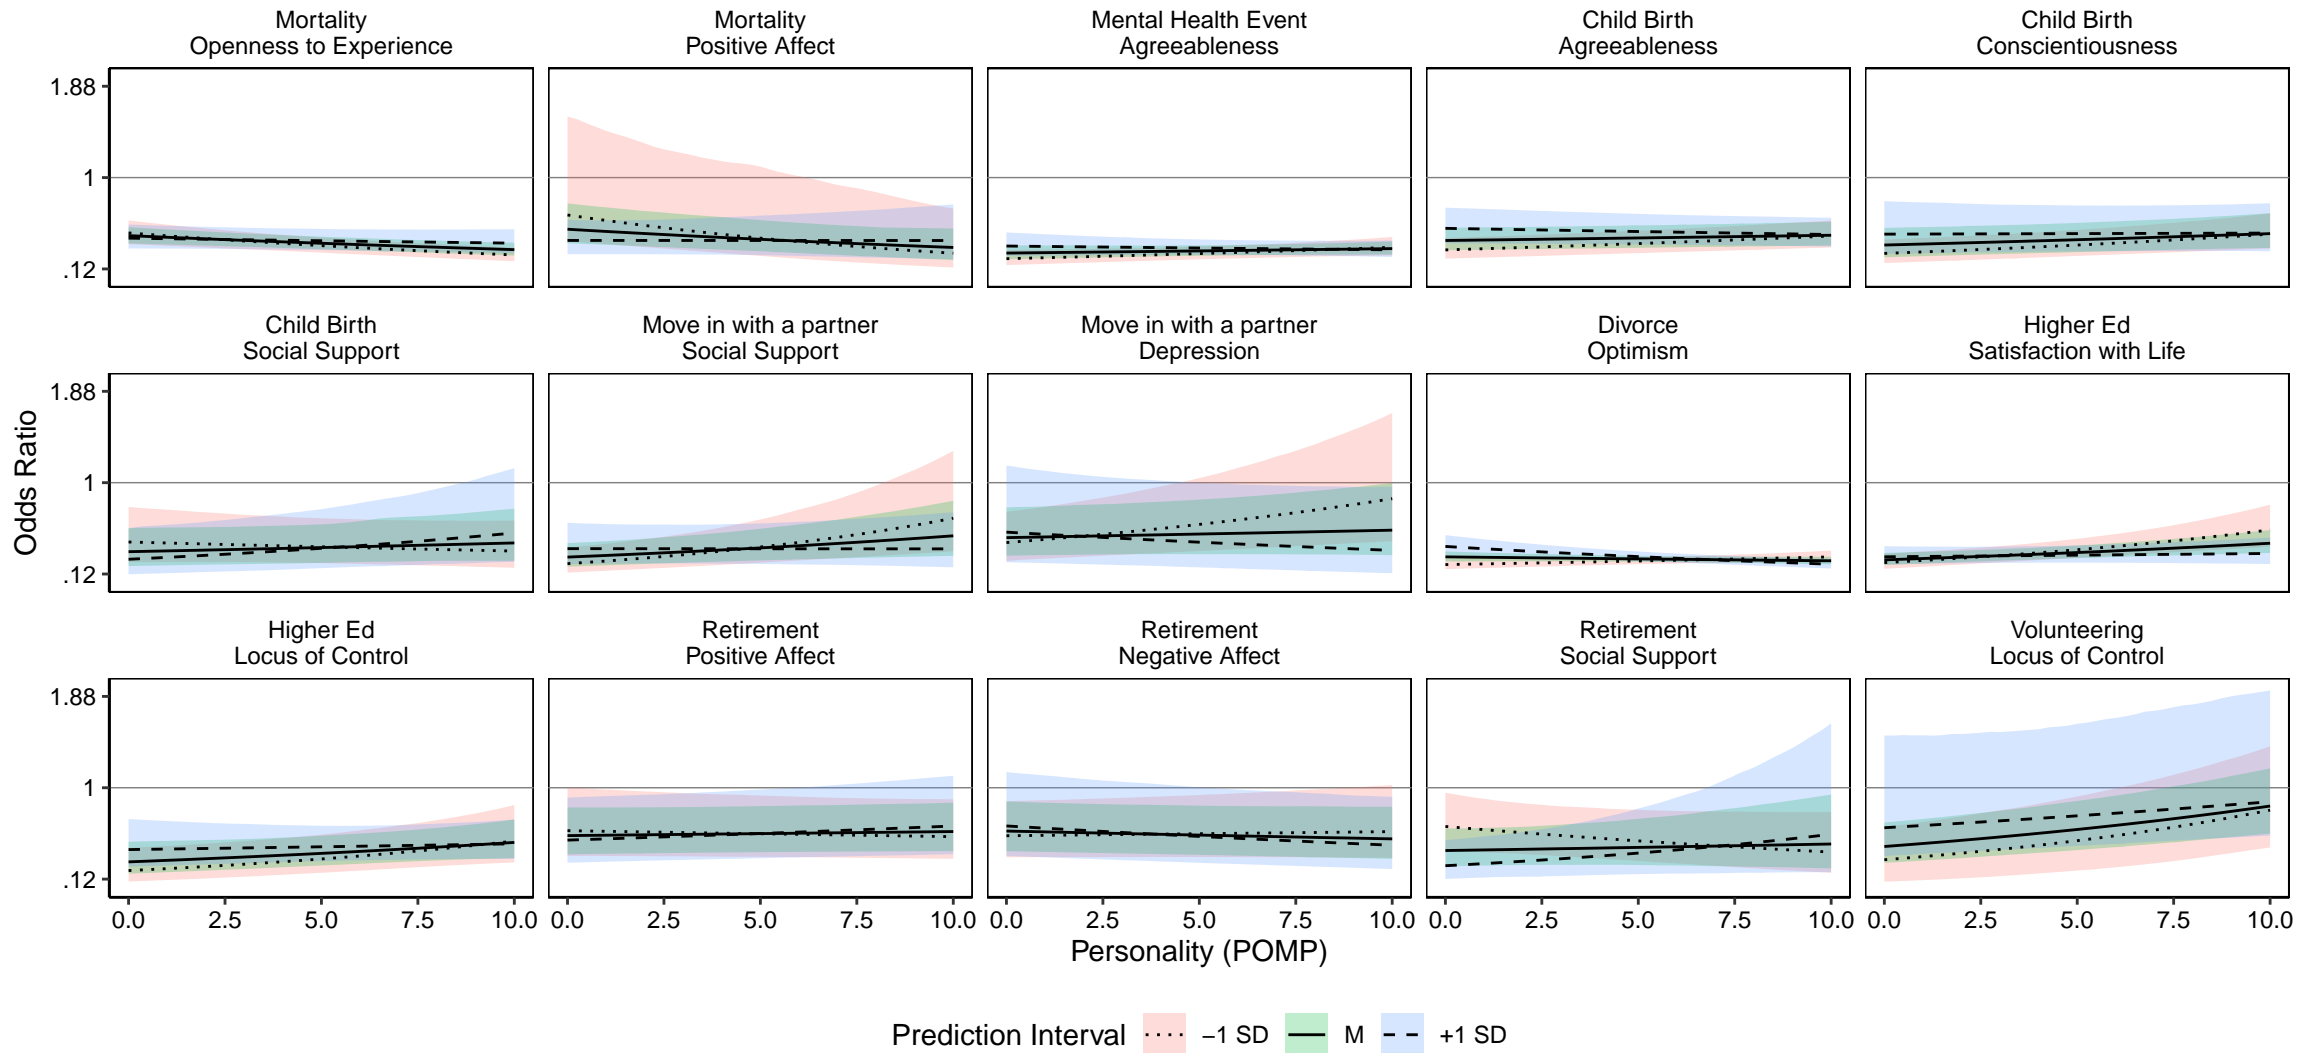 Mortality
Openness to Experience
Mortality
Positive Affect
Mental Health Event
Agreeableness
Child Birth
Agreeableness
Child Birth
Conscientiousness
1.88
1
.12
Child Birth
Social Support
Move in with a partner
Social Support
Move in with a partner
Depression
Divorce
Optimism
Higher Ed
Satisfaction with Life
1.88
1
.12
Odds Ratio
Higher Ed
Locus of Control
Retirement
Positive Affect
Retirement
Negative Affect
Retirement
Social Support
Volunteering
Locus of Control
1.88
1
.12
0.0 2.5 5.0 7.5 10.0 0.0 2.5 5.0 7.5 10.0 0.0 2.5 5.0 7.5 10.0 0.0 2.5 5.0 7.5 10.0 0.0 2.5 5.0 7.5 10.0
Personality (POMP)
Prediction Interval −1 SD M +1 SD